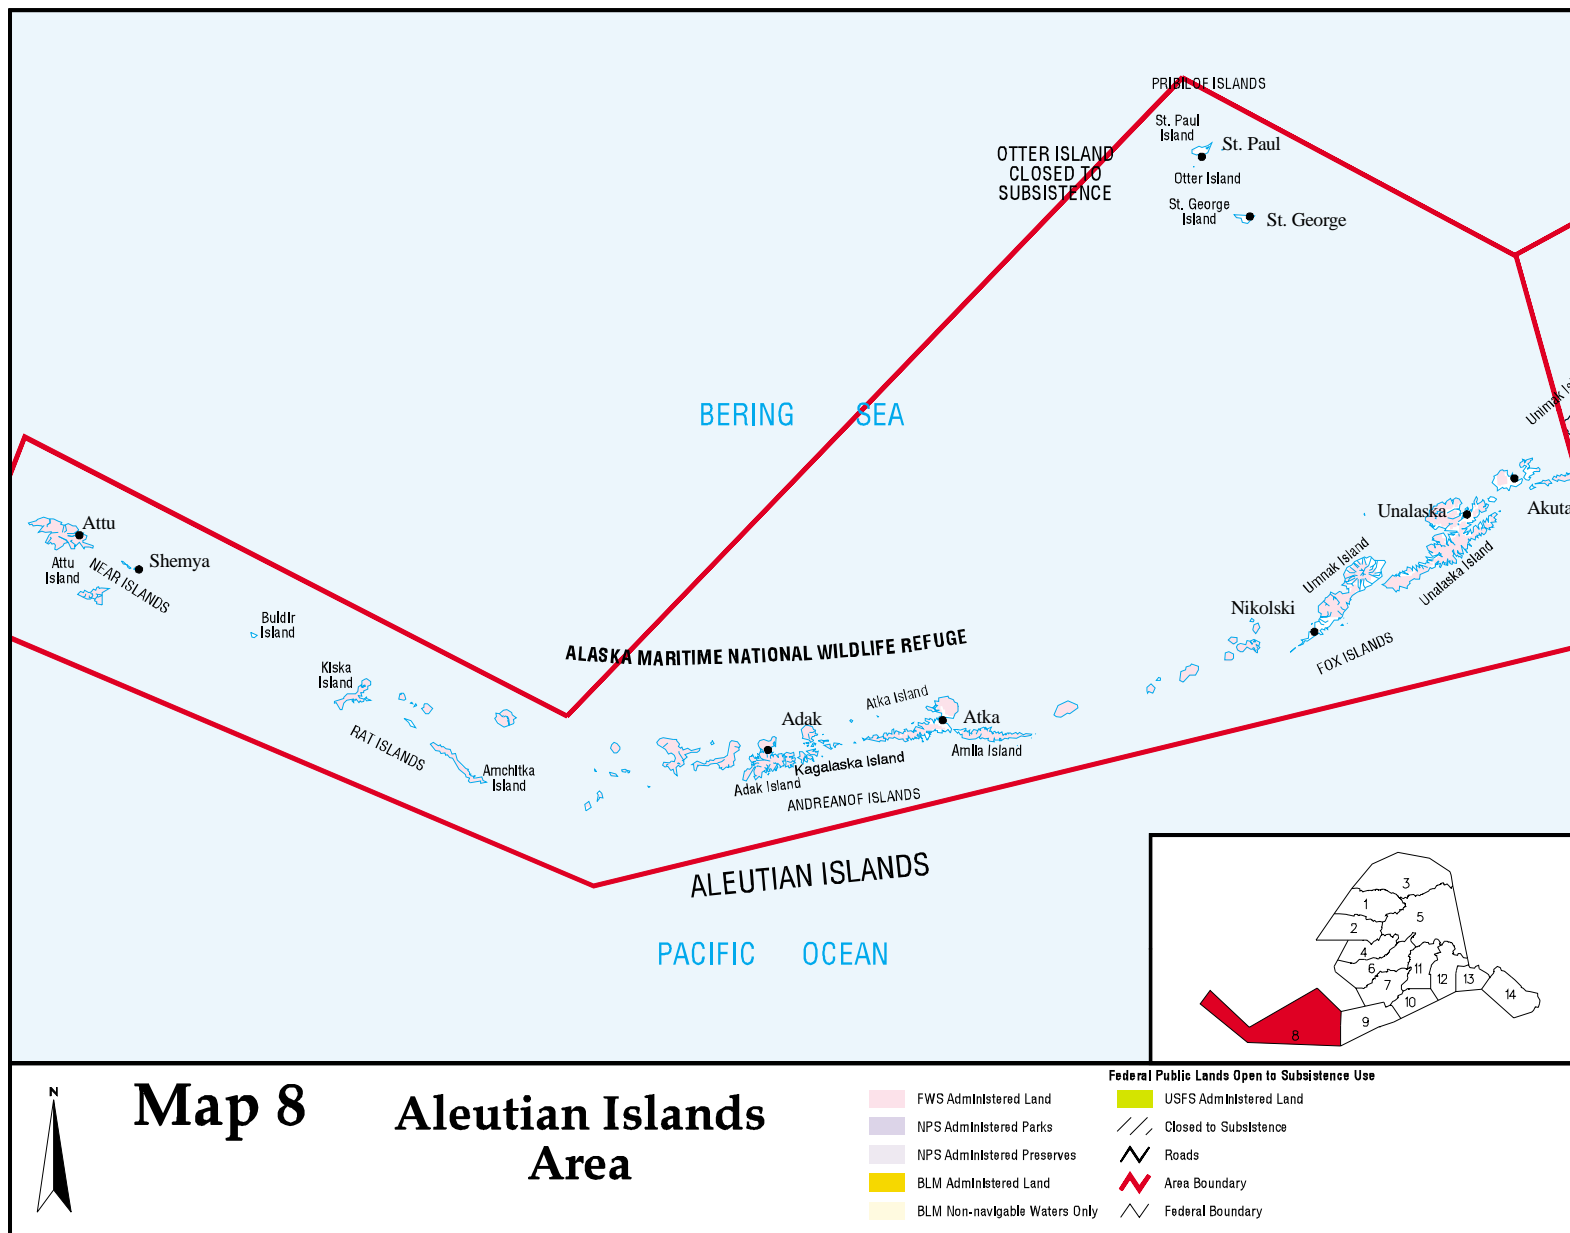 PRIBILOF ISLANDS
St. Paul
Island
St. Paul
OTTER ISLAND
CLOSED TO
SUBSISTENCE
Otter Island
St. George
Island
St. George
BERING SEA
Attu
Attu
Island
Shemya
NEAR ISLANDS
Buldir
Island
Kiska
Island
RAT ISLANDS
Amchitka
Island
ALASKA MARITIME NATIONAL WILDLIFE REFUGE
Adak
Adak Island
Kagalaska Island
Atka Island
Atka
Amlia Island
ANDREANOF ISLANDS
Nikolski
Umnak Island
Unalaska
Unalaska Island
FOX ISLANDS
Akuta
Unimak Is
ALEUTIAN ISLANDS
PACIFIC OCEAN
3
1
5
2
4
6
7
11
12
13
14
10
9
8
N
Map 8
Aleutian Islands
Area
Federal Public Lands Open to Subsistence Use
FWS Administered Land
NPS Administered Parks
NPS Administered Preserves
BLM Administered Land
BLM Non-navigable Waters Only
USFS Administered Land
Closed to Subsistence
Roads
Area Boundary
Federal Boundary